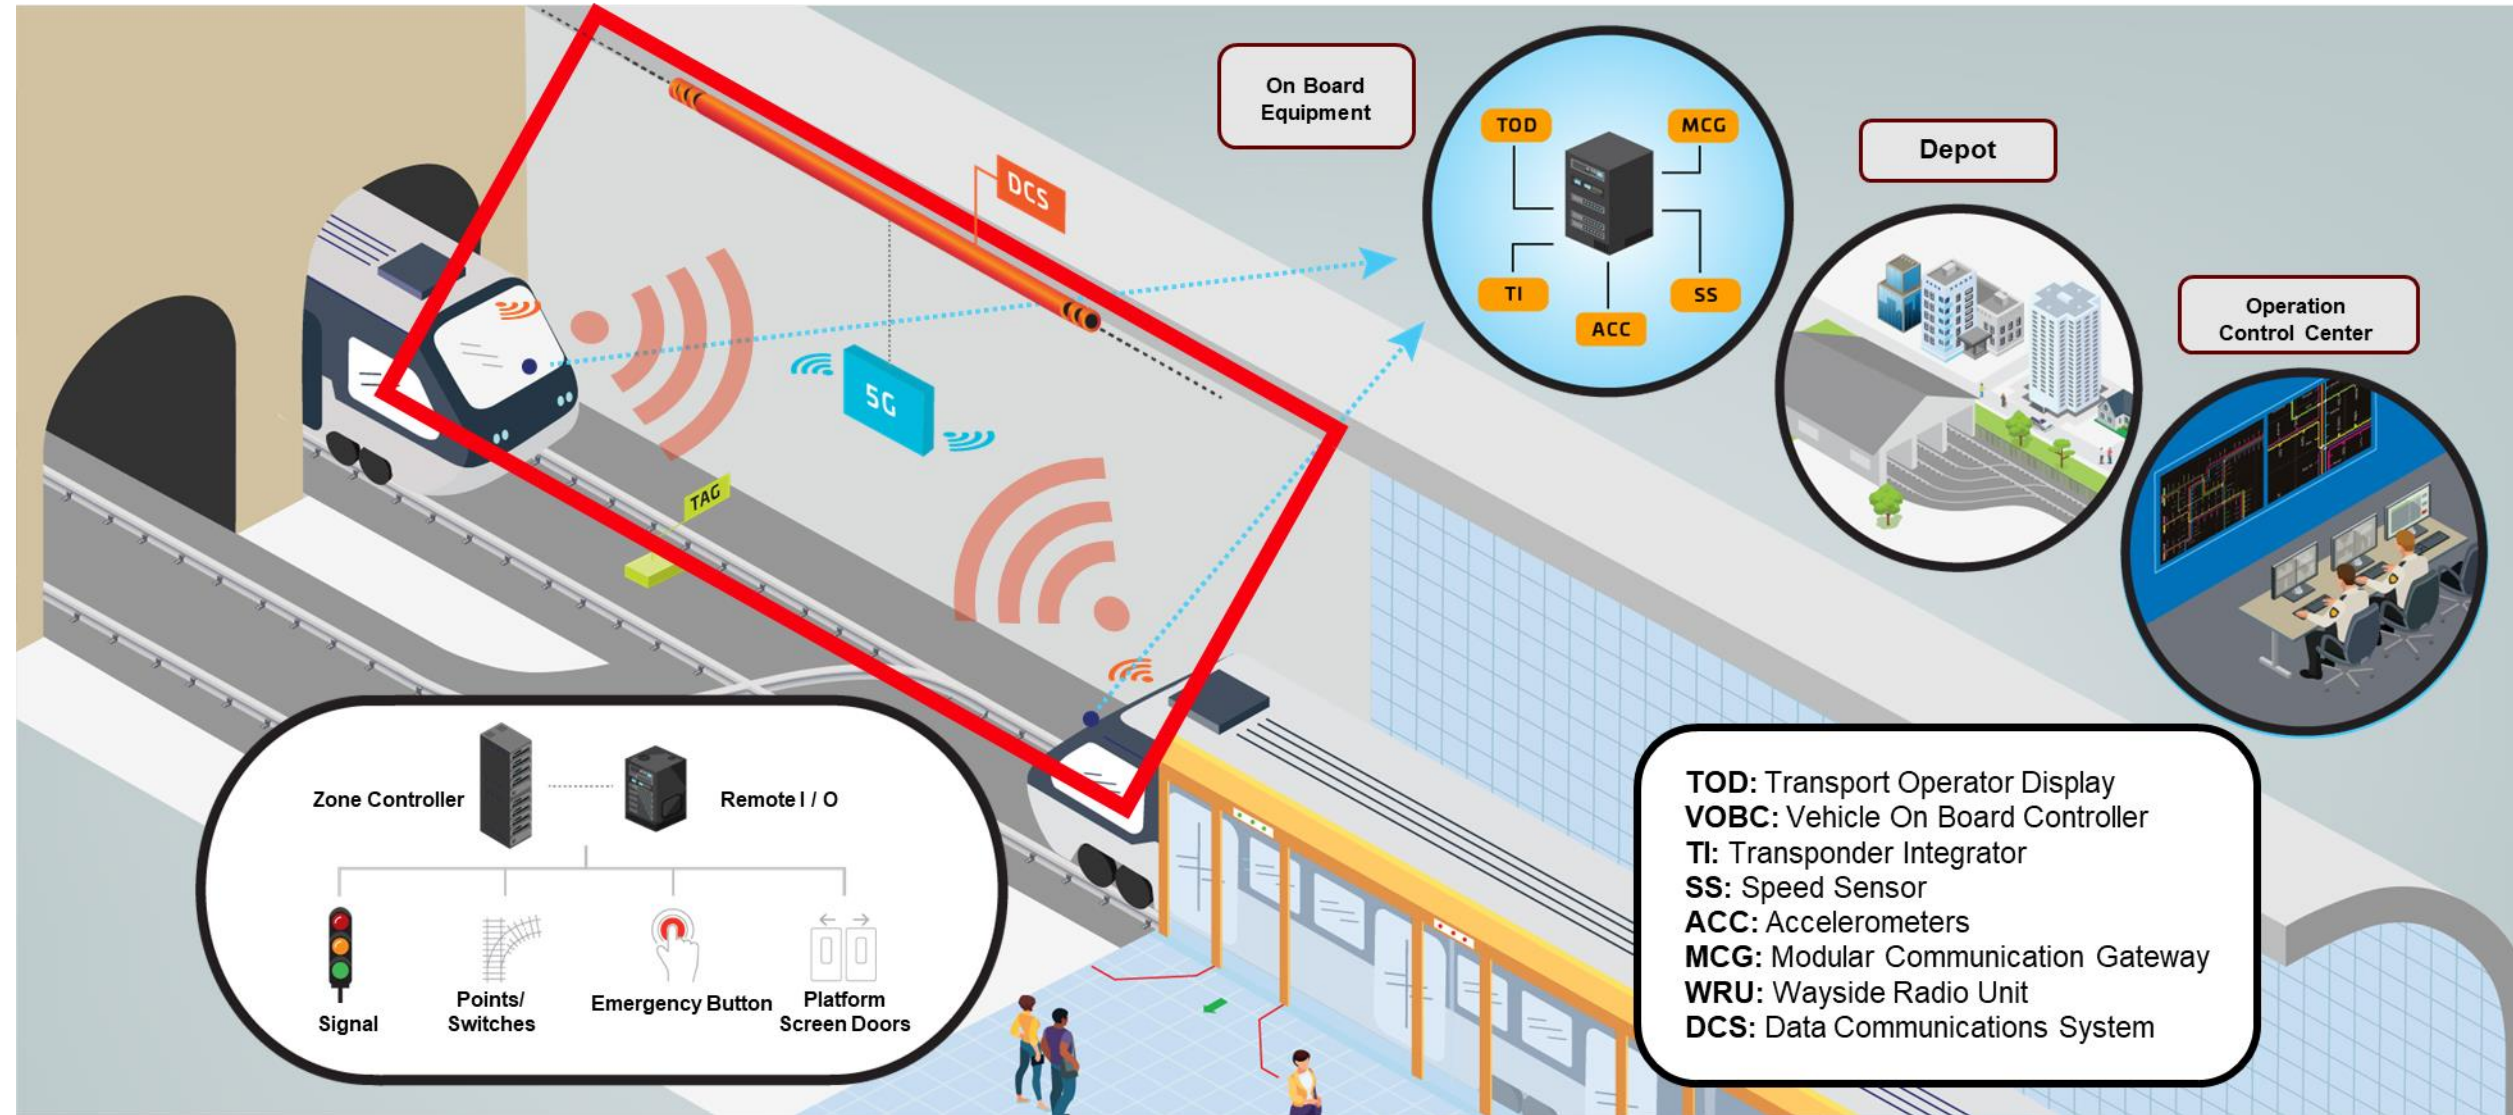 On Board
Equipment
TOD
MCG
TI
SS
ACC
Depot
Operation
Control Center
DCS
5G
TAG
Zone Controller
Remote I / O
Signal
Points/
Switches
Emergency Button
Platform
Screen Doors
TOD: Transport Operator Display
VOBC: Vehicle On Board Controller
TI: Transponder Integrator
SS: Speed Sensor
ACC: Accelerometers
MCG: Modular Communication Gateway
WRU: Wayside Radio Unit
DCS: Data Communications System